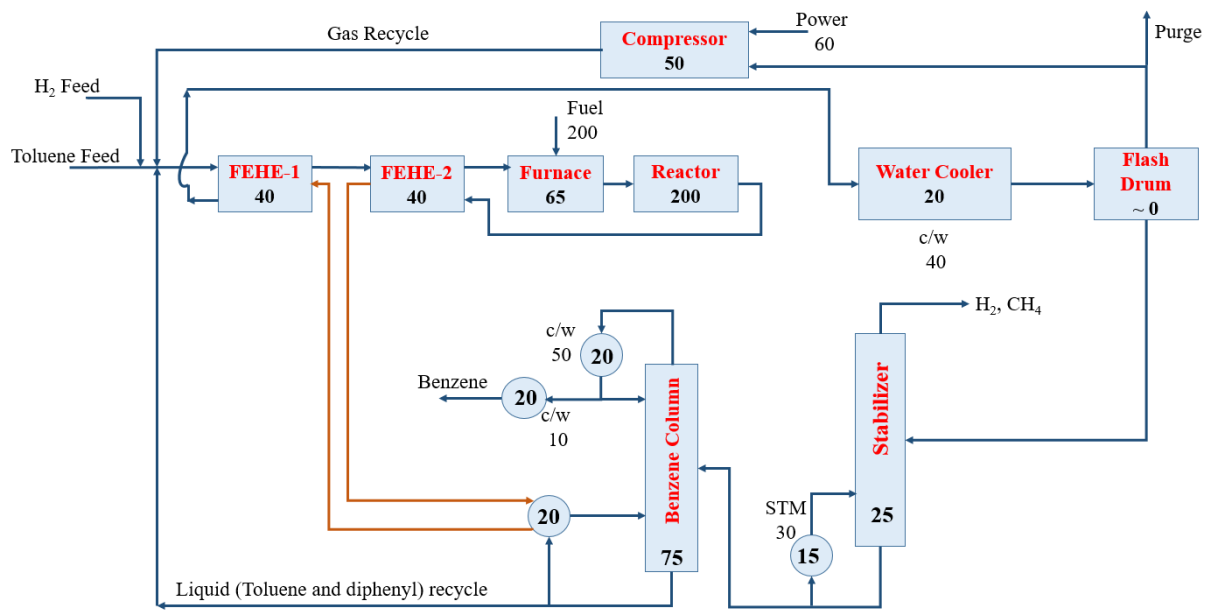 Gas Recycle
Compressor
50
Power
60
Purge
H₂ Feed
Toluene Feed
FEHE-1
40
FEHE-2
40
Fuel
200
Furnace
65
Reactor
200
Water Cooler
20
c/w
40
Flash
Drum
~ 0
H₂, CH₄
c/w
50
20
Benzene
20
c/w
10
Benzene Column
75
20
STM
30
15
Stabilizer
25
Liquid (Toluene and diphenyl) recycle